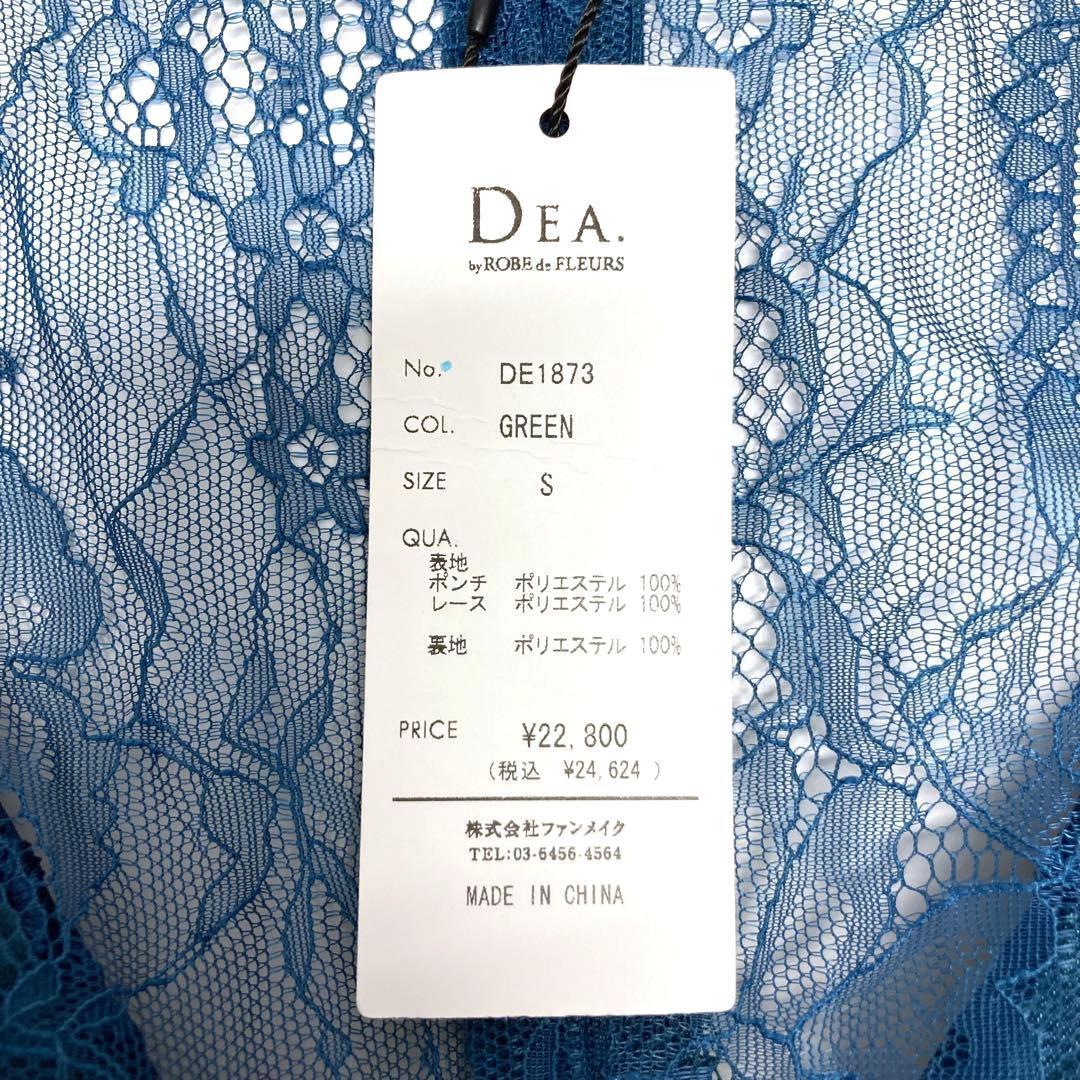 DEA.
by ROBE de FLEURS
No. DE1873
COL. GREEN
SIZE S
QUA.
表地
ポンチ ポリエステル 100%
レース ポリエステル 100%
裏地 ポリエステル 100%
PRICE ¥22,800
(税込 ¥24,624 )
株式会社ファンメイク
TEL:03-6456-4564
MADE IN CHINA